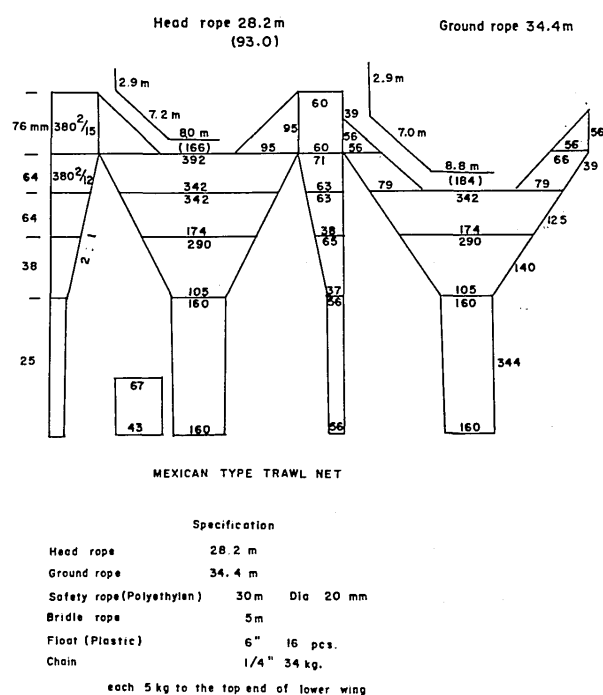 Head rope 28.2 m
(93.0)
Ground rope 34.4 m
2.9 m
7.2 m
8.0 m
(166)
392
95
95
60
60
71
39
56
56
2.9 m
7.0 m
8.8 m
(184)
342
79
79
56
66
56
39
76 mm
380 2/15
64
380 2/12
342
342
63
63
64
174
290
38
65
174
290
125
38
2 : 1
105
160
37
56
105
160
140
25
67
43
160
56
344
160
MEXICAN TYPE TRAWL NET
Specification
Head rope 28.2 m
Ground rope 34.4 m
Safety rope (Polyethylen) 30 m Dia 20 mm
Bridle rope 5 m
Float (Plastic) 6" 16 pcs.
Chain 1/4" 34 kg.
each 5 kg to the top end of lower wing